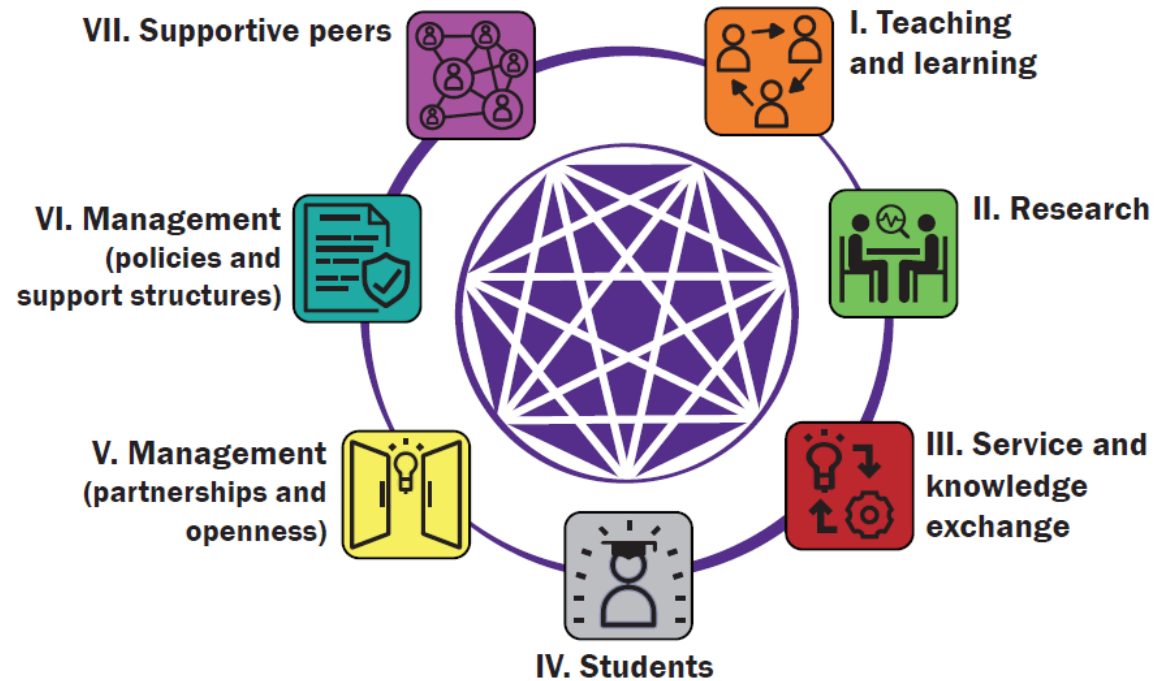 I. Teaching
and learning
II. Research
III. Service and
knowledge
exchange
IV. Students
V. Management
(partnerships and
openness)
VI. Management
(policies and
support structures)
VII. Supportive peers